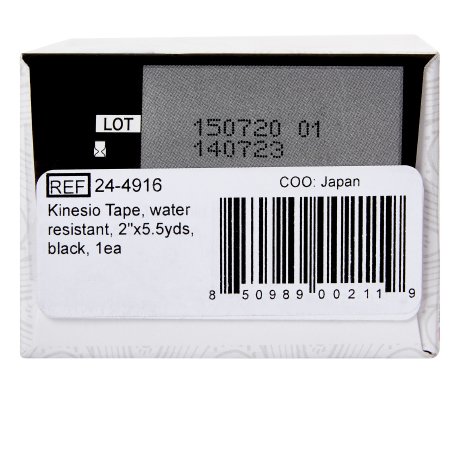 LOT
150720 01
140723
REF 24-4916
COO: Japan
Kinesio Tape, water
resistant, 2"x5.5yds,
black, 1ea
8 50989 00211 9